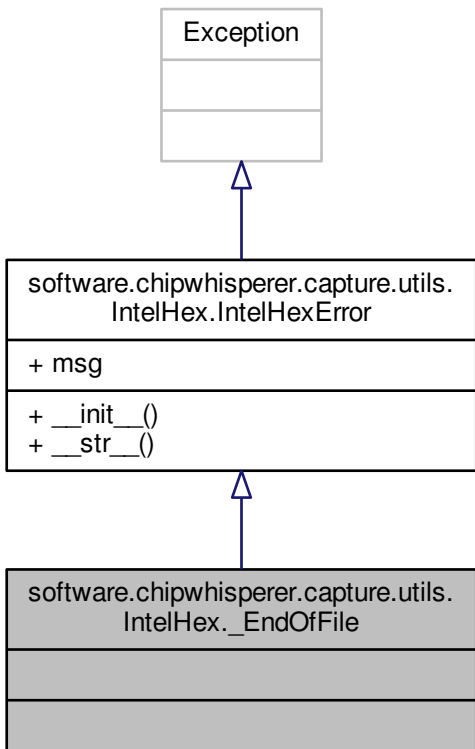 Exception
software.chipwhisperer.capture.utils.
IntelHex.IntelHexError
+ msg
+ __init__()
+ __str__()
software.chipwhisperer.capture.utils.
IntelHex._EndOfFile